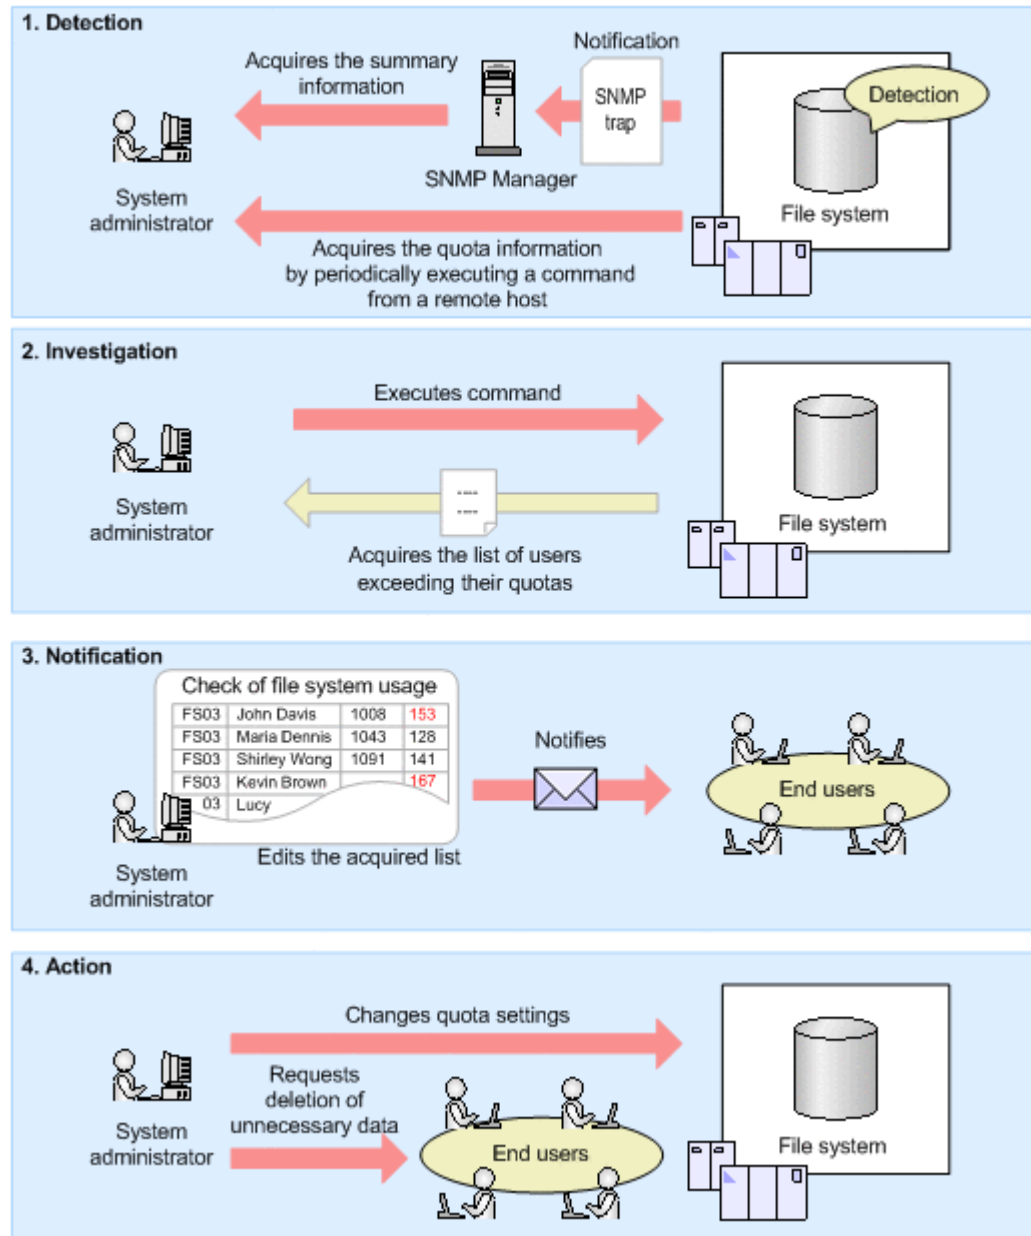 1. Detection
Acquires the summary
information
Notification
SNMP
trap
Detection
SNMP Manager
System
administrator
File system
Acquires the quota information
by periodically executing a command
from a remote host
2. Investigation
Executes command
System
administrator
File system
Acquires the list of users
exceeding their quotas
3. Notification
Check of file system usage
FS03 John Davis 1008 153
FS03 Maria Dennis 1043 128
FS03 Shirley Wong 1091 141
FS03 Kevin Brown 167
03 Lucy
Notifies
End users
Edits the acquired list
System
administrator
4. Action
Changes quota settings
Requests
deletion of
unnecessary data
System
administrator
End users
File system